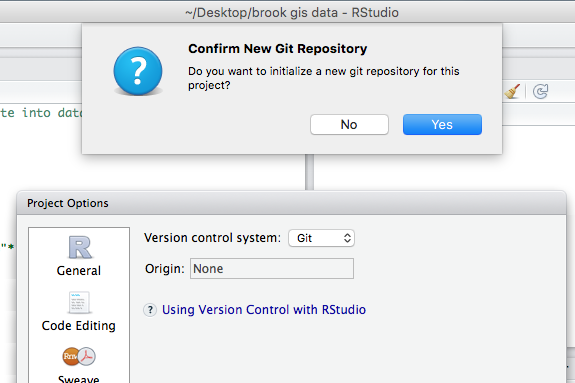 ~/Desktop/brook gis data - RStudio
Confirm New Git Repository
Do you want to initialize a new git repository for this
project?
No
Yes
te into data
Project Options
"*
General
Code Editing
Sweave
Version control system:
Git
Origin:
None
? Using Version Control with RStudio